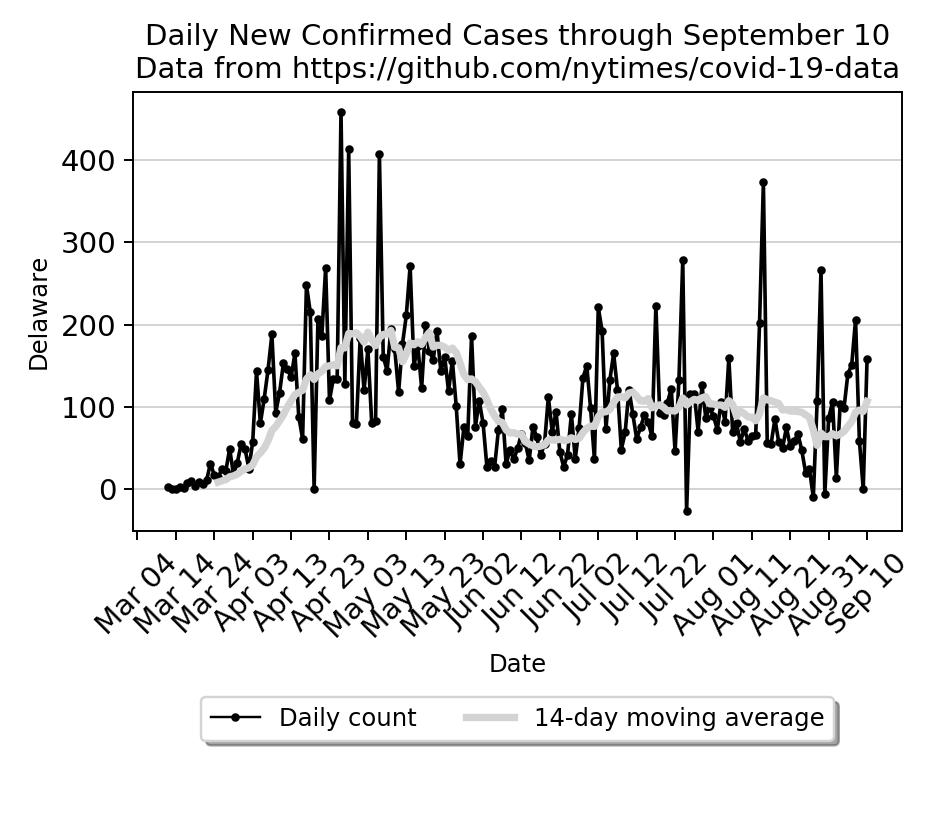 Daily New Confirmed Cases through September 10
Data from https://github.com/nytimes/covid-19-data
400
300
200
100
0
Delaware
Mar 04
Mar 14
Mar 24
Apr 03
Apr 13
Apr 23
May 03
May 13
May 23
Jun 02
Jun 12
Jun 22
Jul 02
Jul 12
Jul 22
Aug 01
Aug 11
Aug 21
Aug 31
Sep 10
Date
Daily count
14-day moving average